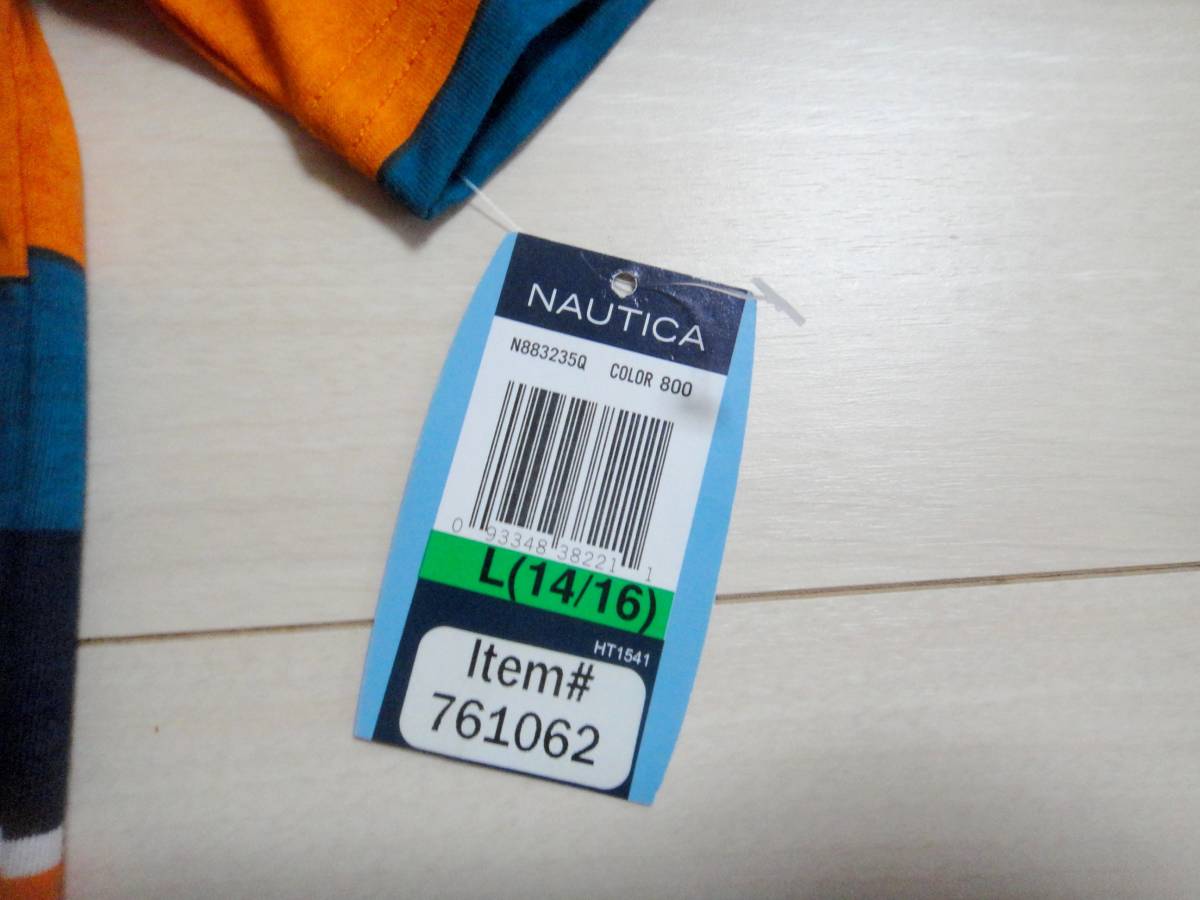 NAUTICA
N883235Q COLOR 800
0 93348 38221 1
L(14/16)
HT1541
Item#
761062